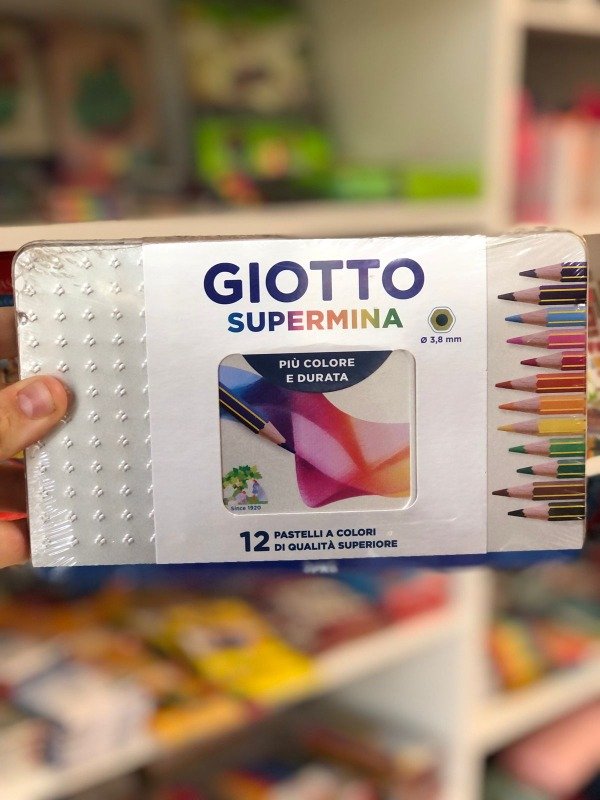 GIOTTO
SUPERMINA
Ø 3,8 mm
PIÙ COLORE
E DURATA
Since 1920
12 PASTELLI A COLORI
DI QUALITÀ SUPERIORE